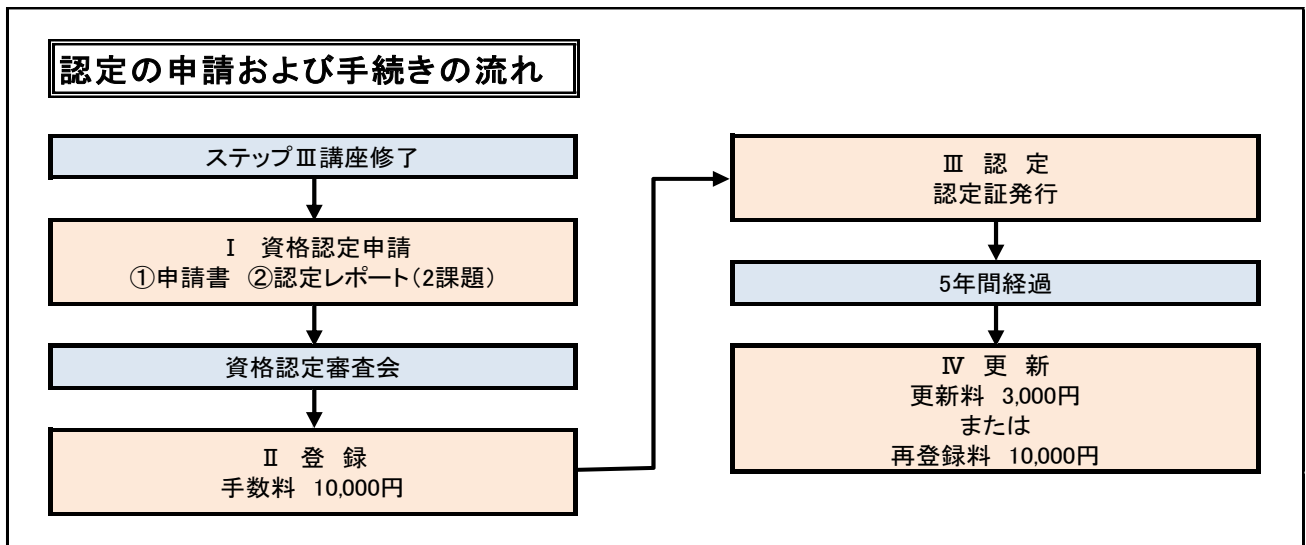 認定の申請および手続きの流れ
ステップⅢ講座修了
Ⅰ 資格認定申請
①申請書 ②認定レポート(2課題)
資格認定審査会
Ⅱ 登 録
手数料 10,000円
Ⅲ 認 定
認定証発行
5年間経過
Ⅳ 更 新
更新料 3,000円
または
再登録料 10,000円